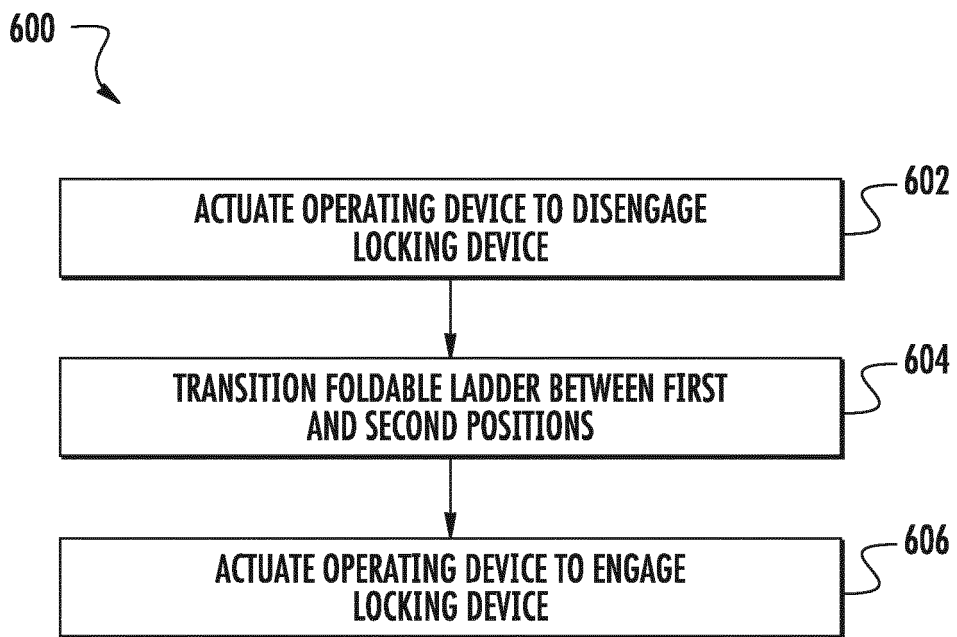 600
602
ACTUATE OPERATING DEVICE TO DISENGAGE
LOCKING DEVICE
604
TRANSITION FOLDABLE LADDER BETWEEN FIRST
AND SECOND POSITIONS
606
ACTUATE OPERATING DEVICE TO ENGAGE
LOCKING DEVICE